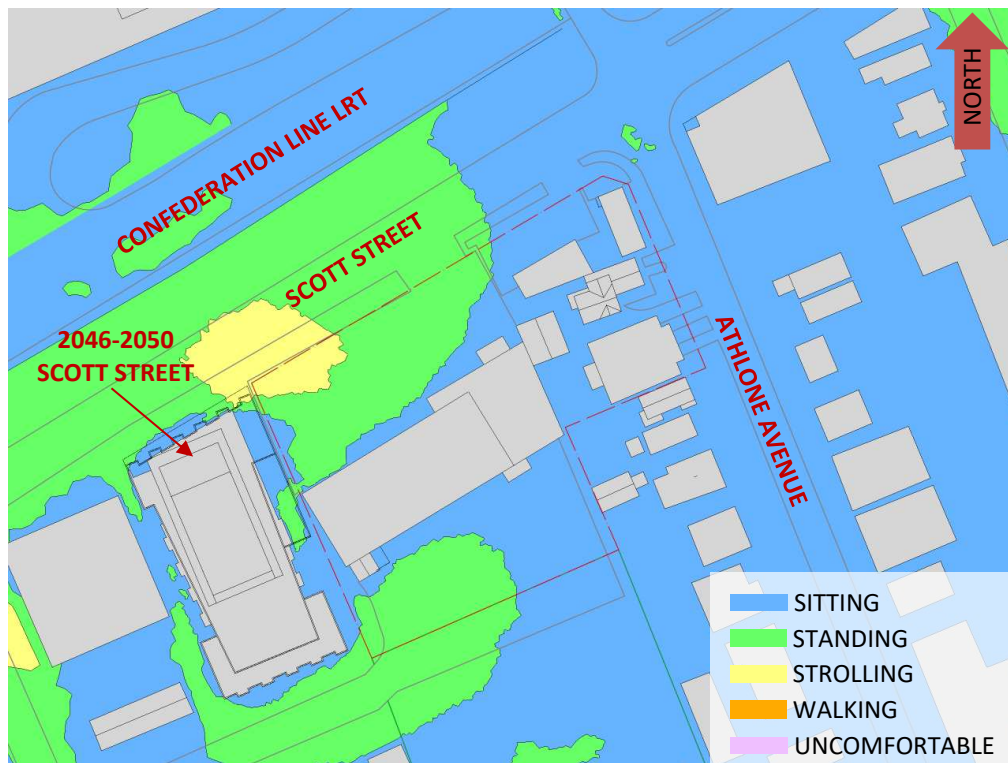 NORTH
CONFEDERATION LINE LRT
SCOTT STREET
2046-2050
SCOTT STREET
ATHLONE AVENUE
SITTING
STANDING
STROLLING
WALKING
UNCOMFORTABLE